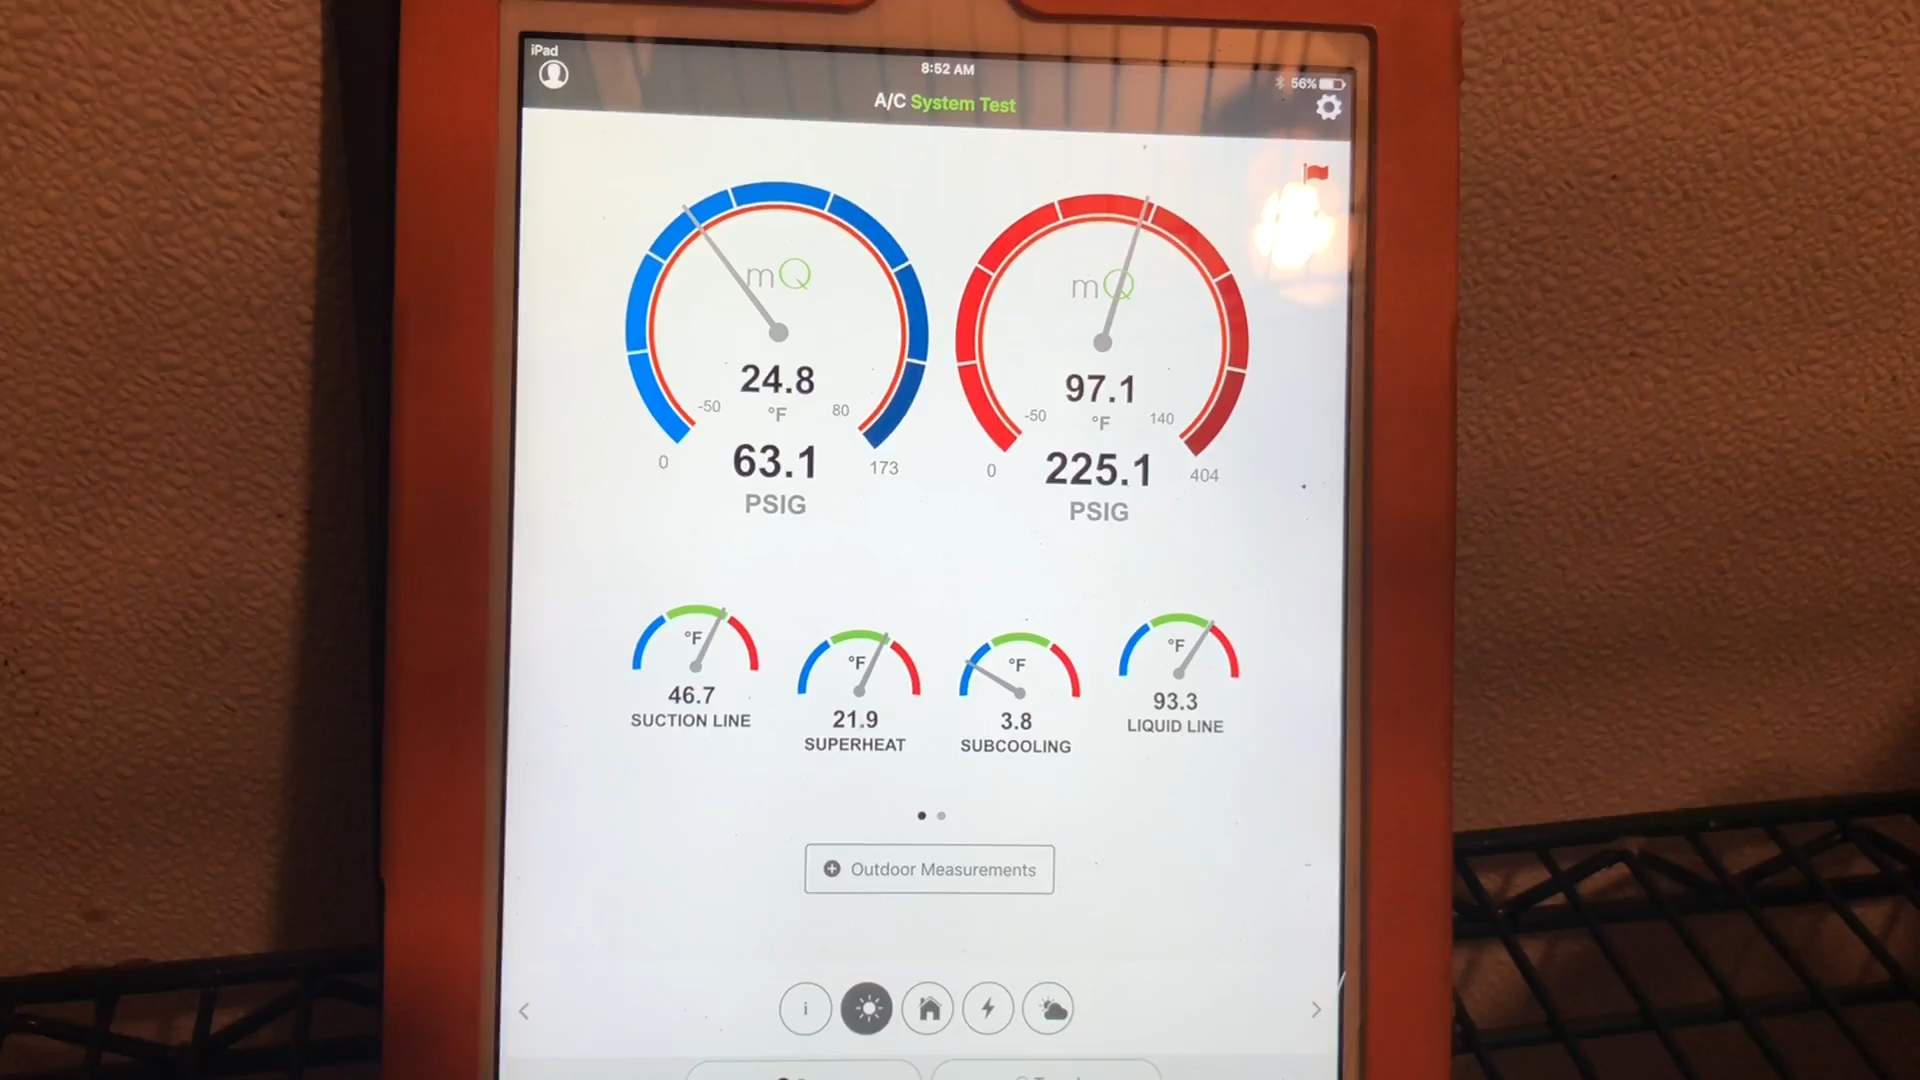 iPad
8:52 AM
56%
A/C System Test
mQ
24.8
-50 °F 80
63.1
0 173
PSIG
mQ
97.1
-50 °F 140
225.1
0 404
PSIG
°F
46.7
SUCTION LINE
°F
21.9
SUPERHEAT
°F
3.8
SUBCOOLING
°F
93.3
LIQUID LINE
Outdoor Measurements
i